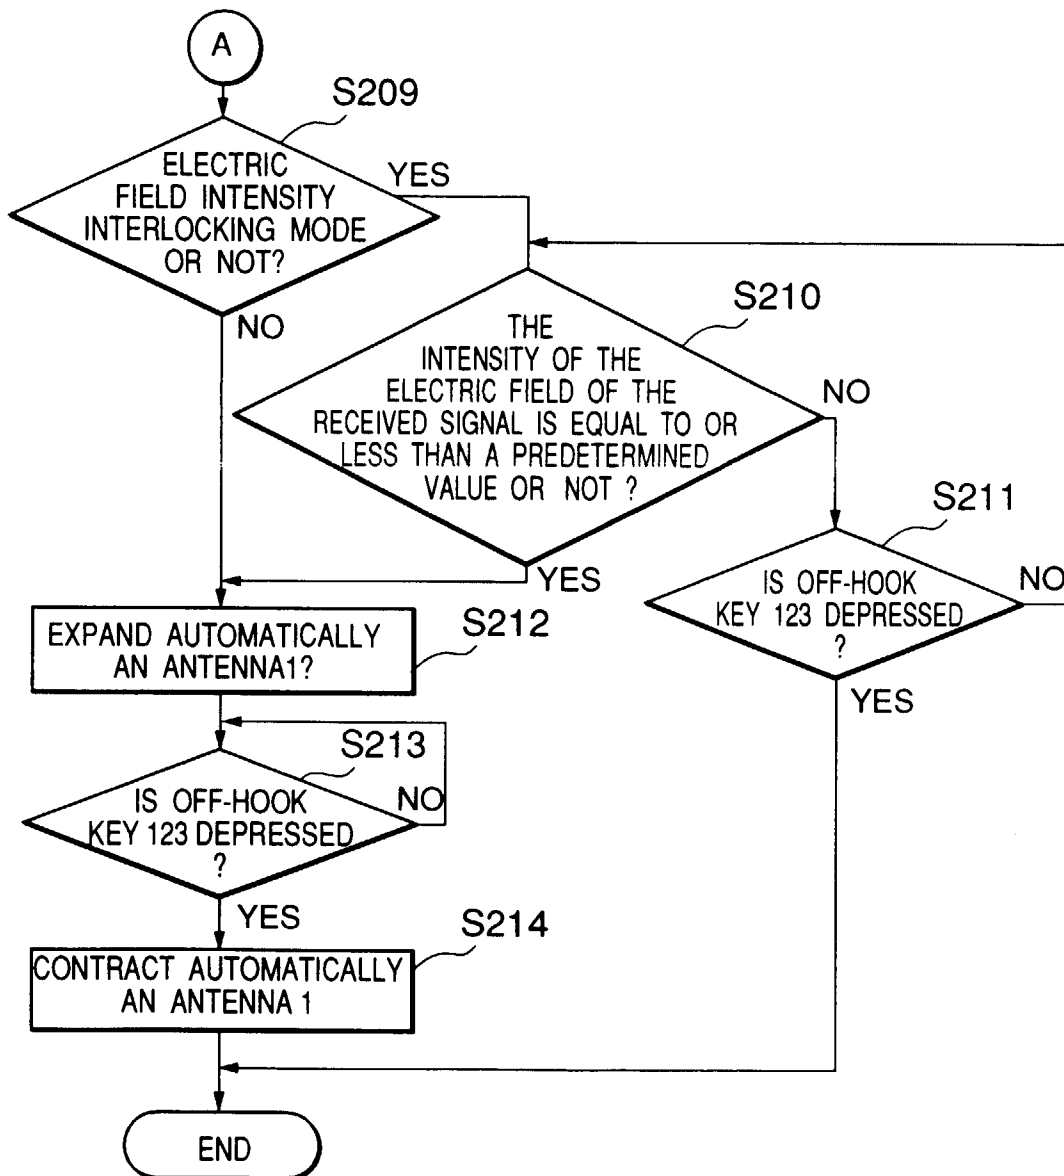 A
S209
ELECTRIC
FIELD INTENSITY
INTERLOCKING MODE
OR NOT?
YES
NO
S210
THE
INTENSITY OF THE
ELECTRIC FIELD OF THE
RECEIVED SIGNAL IS EQUAL TO OR
LESS THAN A PREDETERMINED
VALUE OR NOT ?
NO
YES
S211
IS OFF-HOOK
KEY 123 DEPRESSED
?
NO
YES
S212
EXPAND AUTOMATICALLY
AN ANTENNA1?
S213
IS OFF-HOOK
KEY 123 DEPRESSED
?
NO
YES
S214
CONTRACT AUTOMATICALLY
AN ANTENNA 1
END